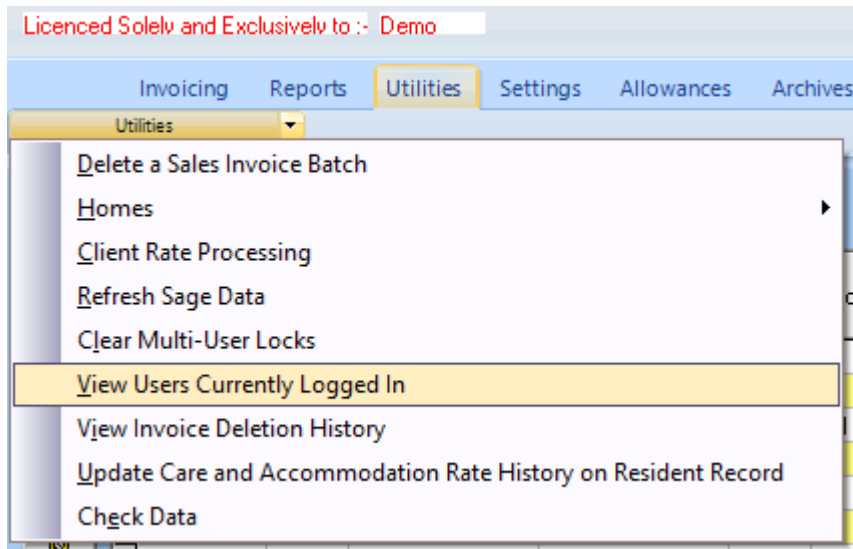 Licenced Solely and Exclusively to :- Demo
Invoicing Reports Utilities Settings Allowances Archives
Utilities
Delete a Sales Invoice Batch
Homes
Client Rate Processing
Refresh Sage Data
Clear Multi-User Locks
View Users Currently Logged In
View Invoice Deletion History
Update Care and Accommodation Rate History on Resident Record
Check Data